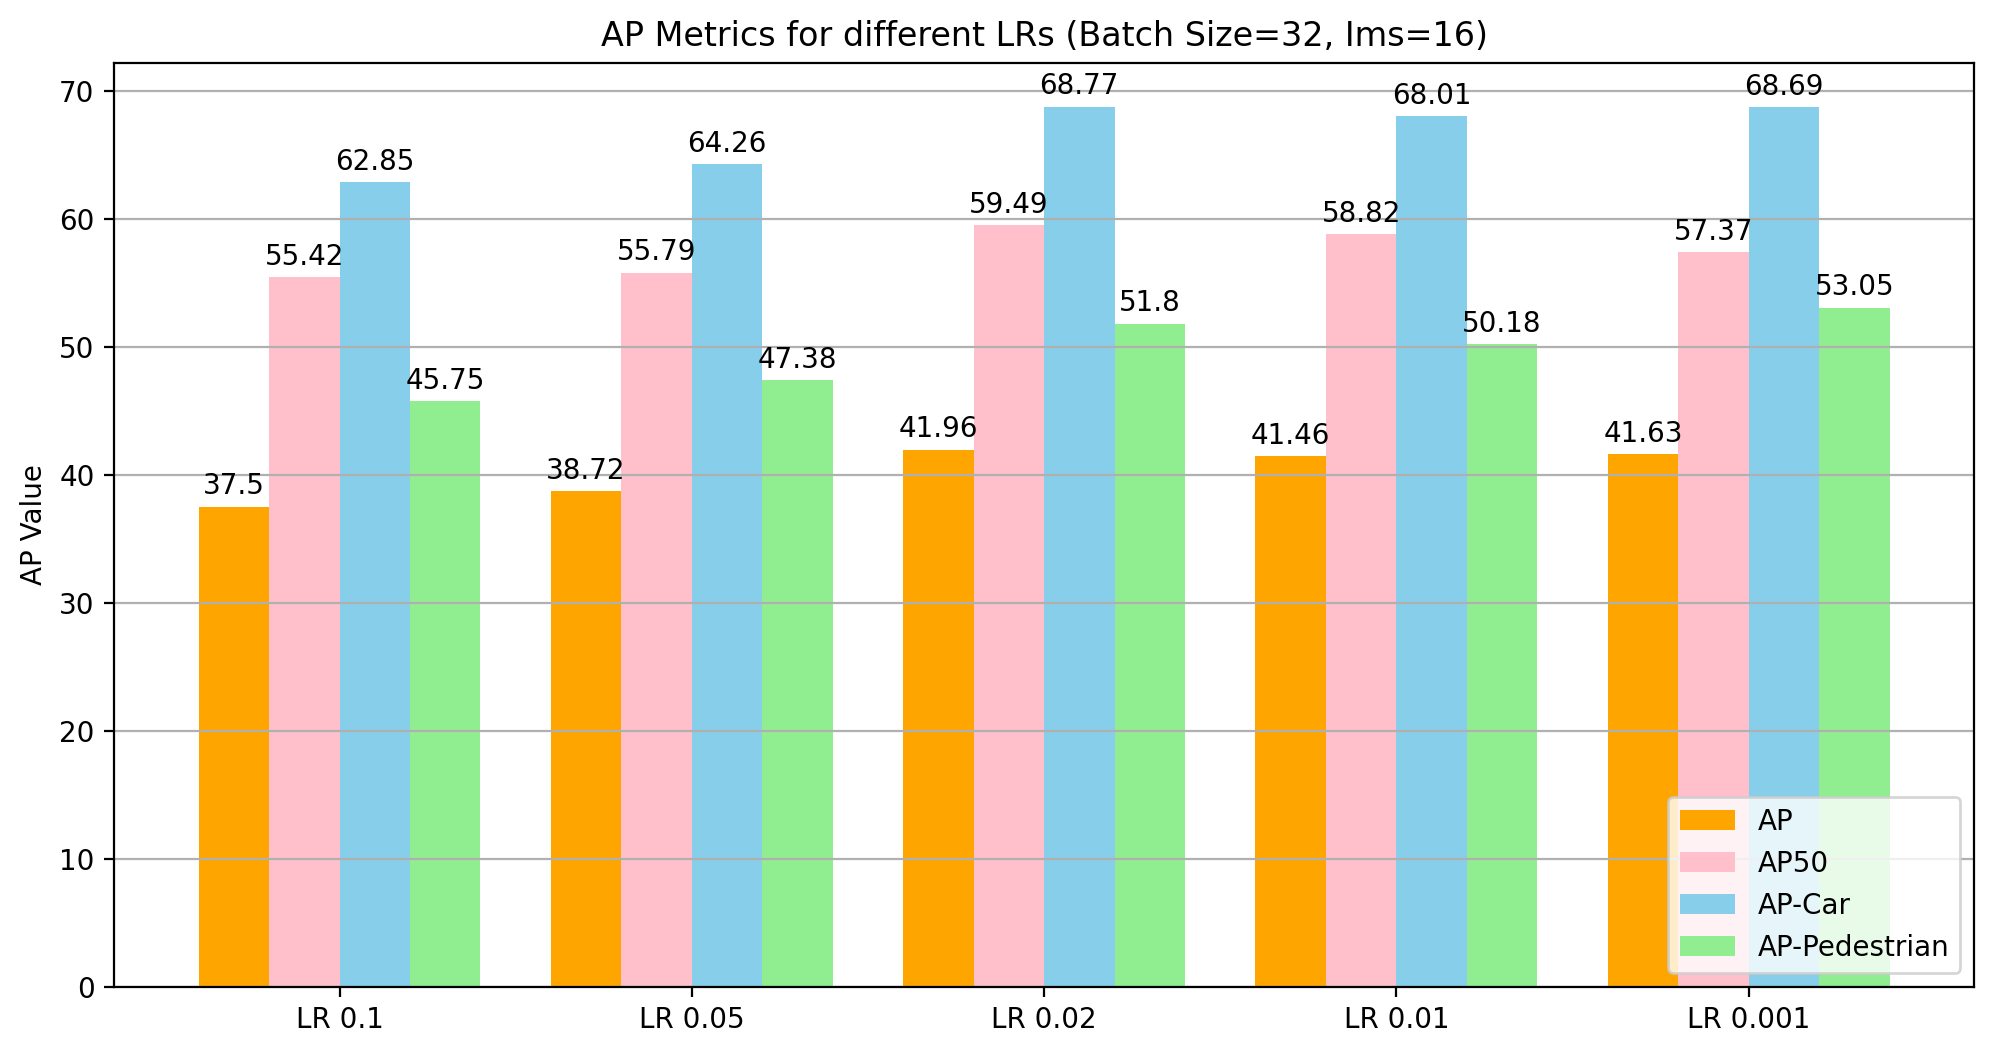 AP Metrics for different LRs (Batch Size=32, Ims=16)
AP Value
70
60
50
40
30
20
10
0
37.5
55.42
62.85
45.75
38.72
55.79
64.26
47.38
41.96
59.49
68.77
51.8
41.46
58.82
68.01
50.18
41.63
57.37
68.69
53.05
LR 0.1
LR 0.05
LR 0.02
LR 0.01
LR 0.001
AP
AP50
AP-Car
AP-Pedestrian